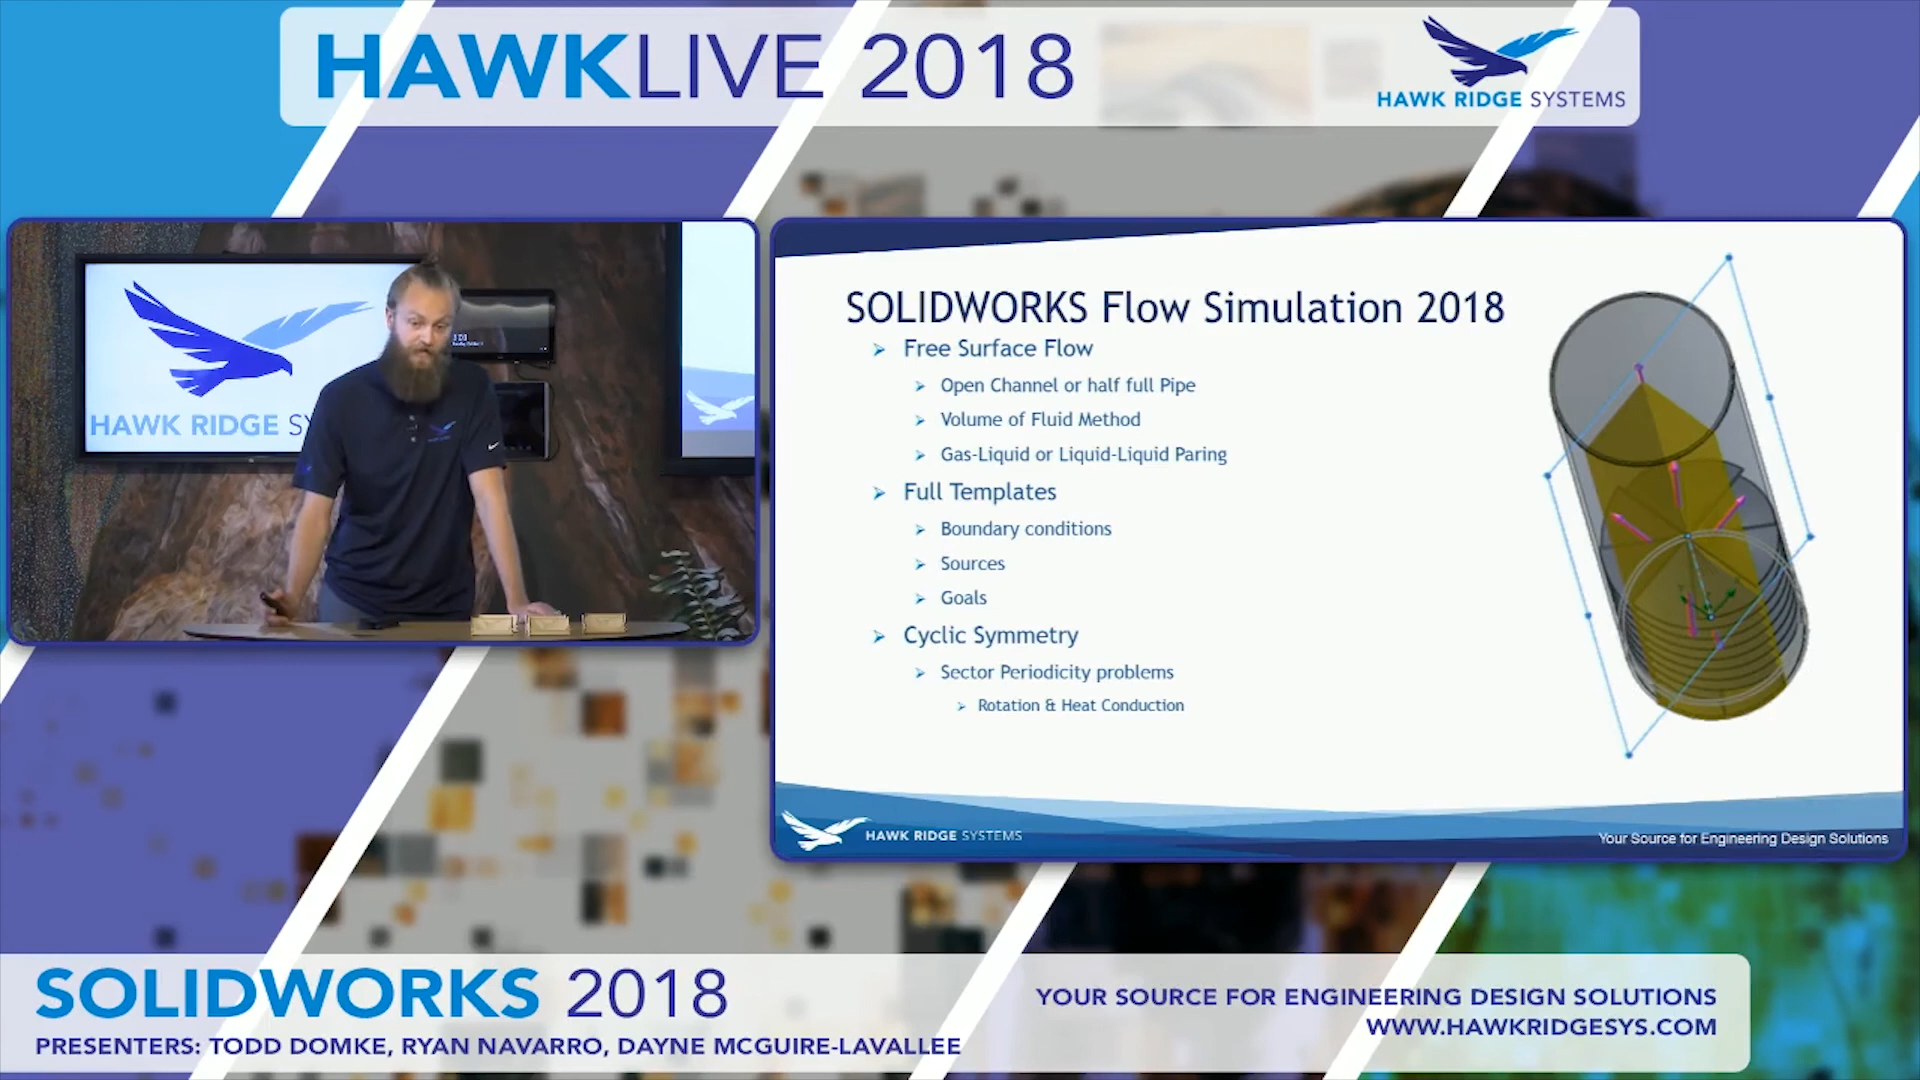 HAWKLIVE 2018
HAWK RIDGE SYSTEMS
HAWK RIDGE SY
SOLIDWORKS Flow Simulation 2018
Free Surface Flow
Open Channel or half full Pipe
Volume of Fluid Method
Gas-Liquid or Liquid-Liquid Paring
Full Templates
Boundary conditions
Sources
Goals
Cyclic Symmetry
Sector Periodicity problems
Rotation & Heat Conduction
HAWK RIDGE SYSTEMS
Your Source for Engineering Design Solutions
SOLIDWORKS 2018
PRESENTERS: TODD DOMKE, RYAN NAVARRO, DAYNE MCGUIRE-LAVALLEE
YOUR SOURCE FOR ENGINEERING DESIGN SOLUTIONS
WWW.HAWKRIDGESYS.COM